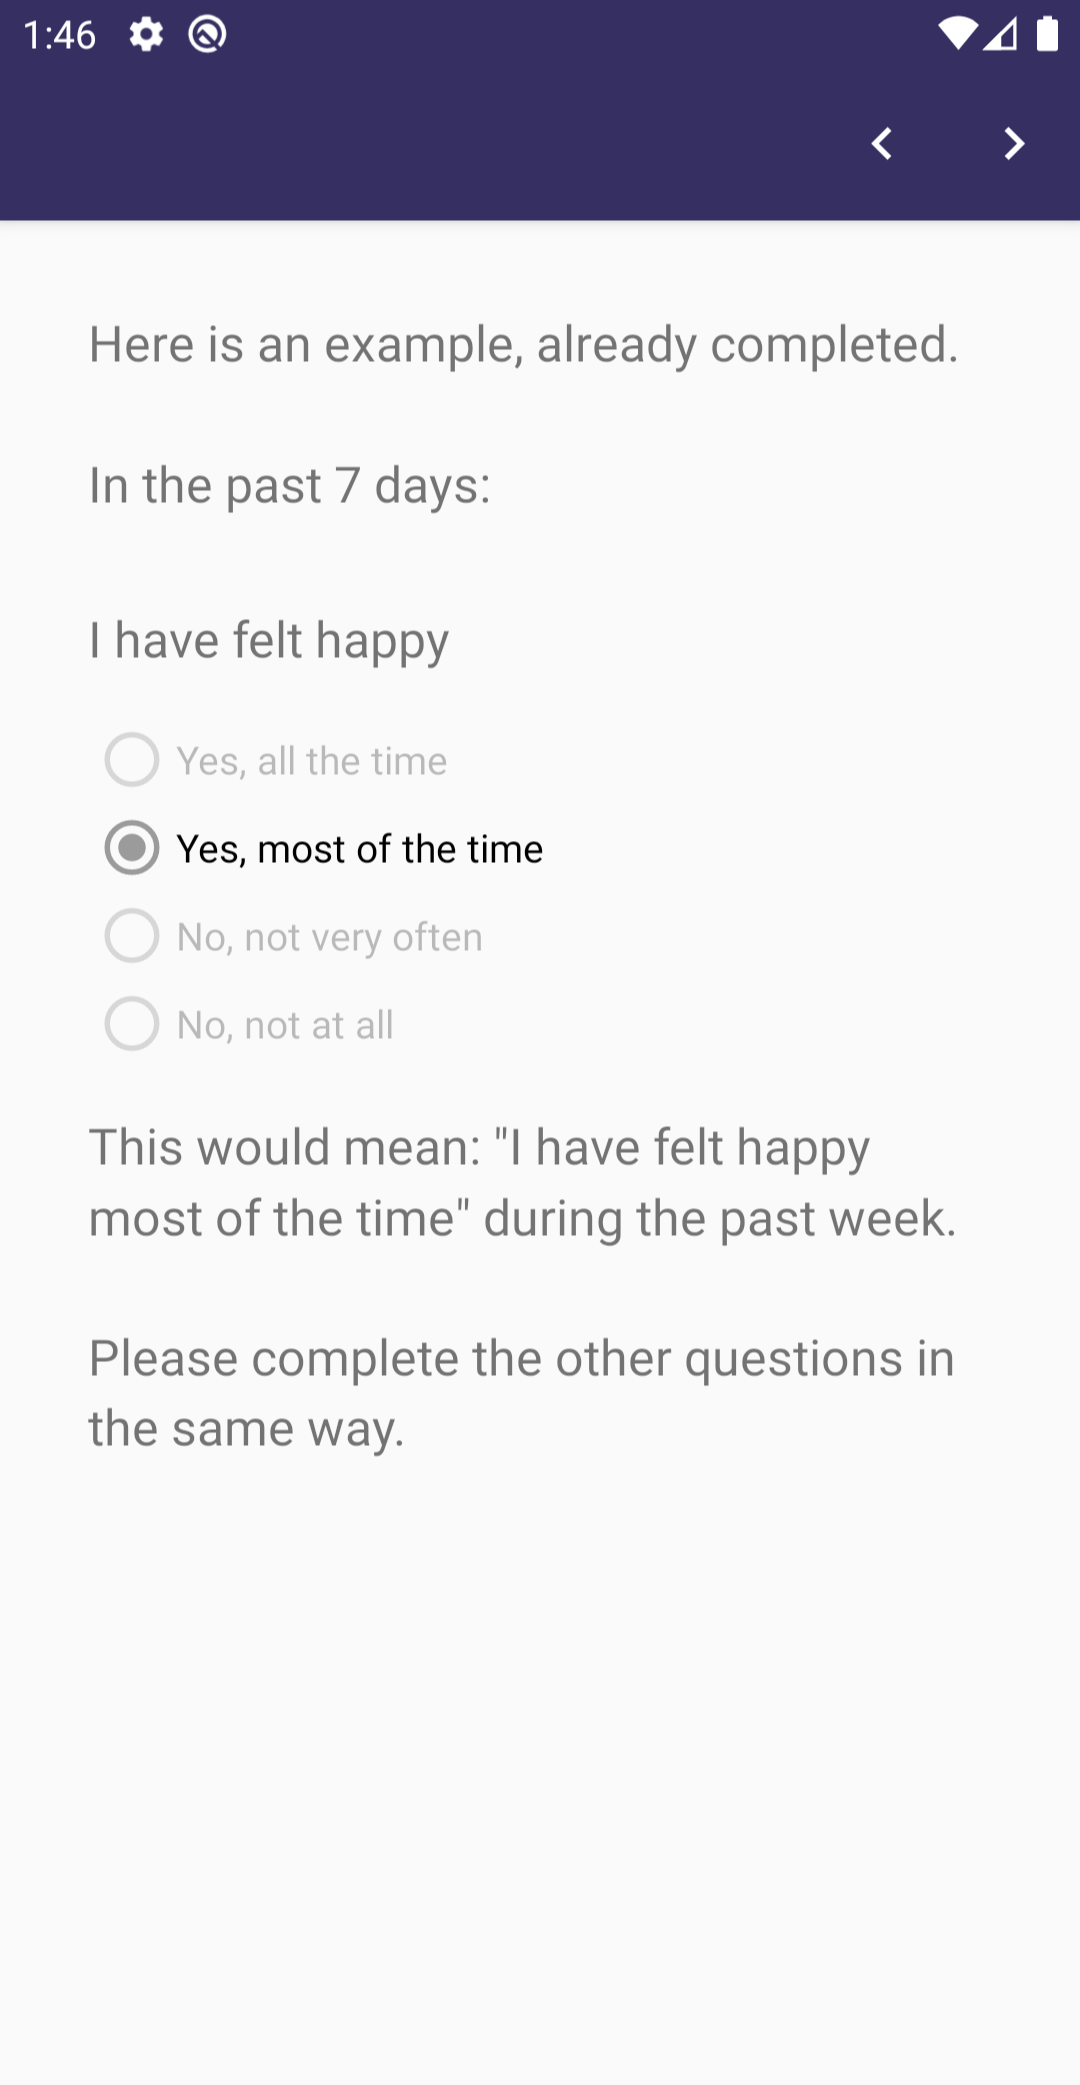 1:46
Here is an example, already completed.
In the past 7 days:
I have felt happy
Yes, all the time
Yes, most of the time
No, not very often
No, not at all
This would mean: "I have felt happy
most of the time" during the past week.
Please complete the other questions in
the same way.